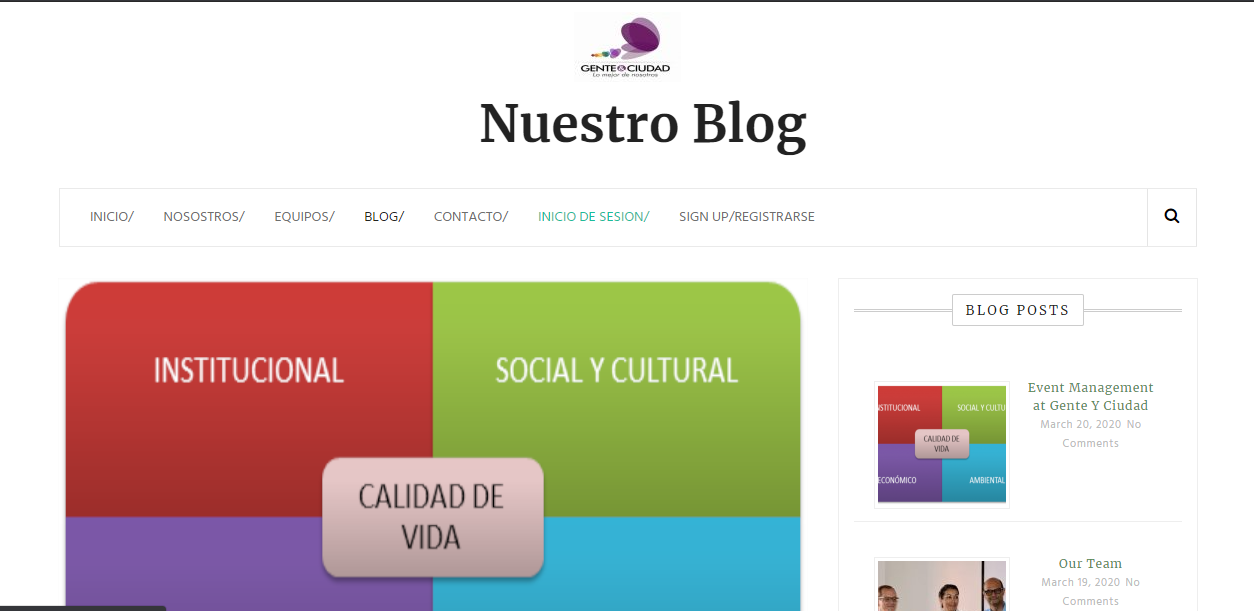 GENTE & CIUDAD
Lo mejor de nosotros
Nuestro Blog
INICIO/ NOSOSTROS/ EQUIPOS/ BLOG/ CONTACTO/ INICIO DE SESION/ SIGN UP/REGISTRARSE
INSTITUCIONAL
SOCIAL Y CULTURAL
CALIDAD DE
VIDA
BLOG POSTS
NSTITUCIONAL
SOCIAL Y CULTU
CALIDAD DE
VIDA
ECONÓMICO
AMBIENTAL
Event Management
at Gente Y Ciudad
March 20, 2020 No
Comments
Our Team
March 19, 2020 No
Comments